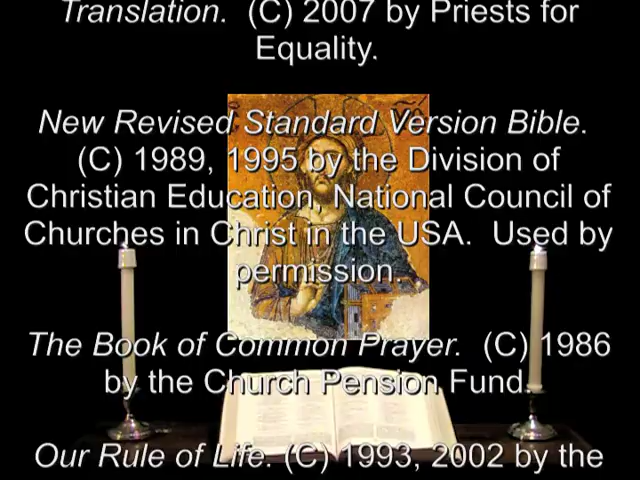 Translation. (C) 2007 by Priests for
Equality.
New Revised Standard Version Bible.
(C) 1989, 1995 by the Division of
Christian Education, National Council of
Churches in Christ in the USA. Used by
permission.
The Book of Common Prayer. (C) 1986
by the Church Pension Fund.
Our Rule of Life. (C) 1993, 2002 by the